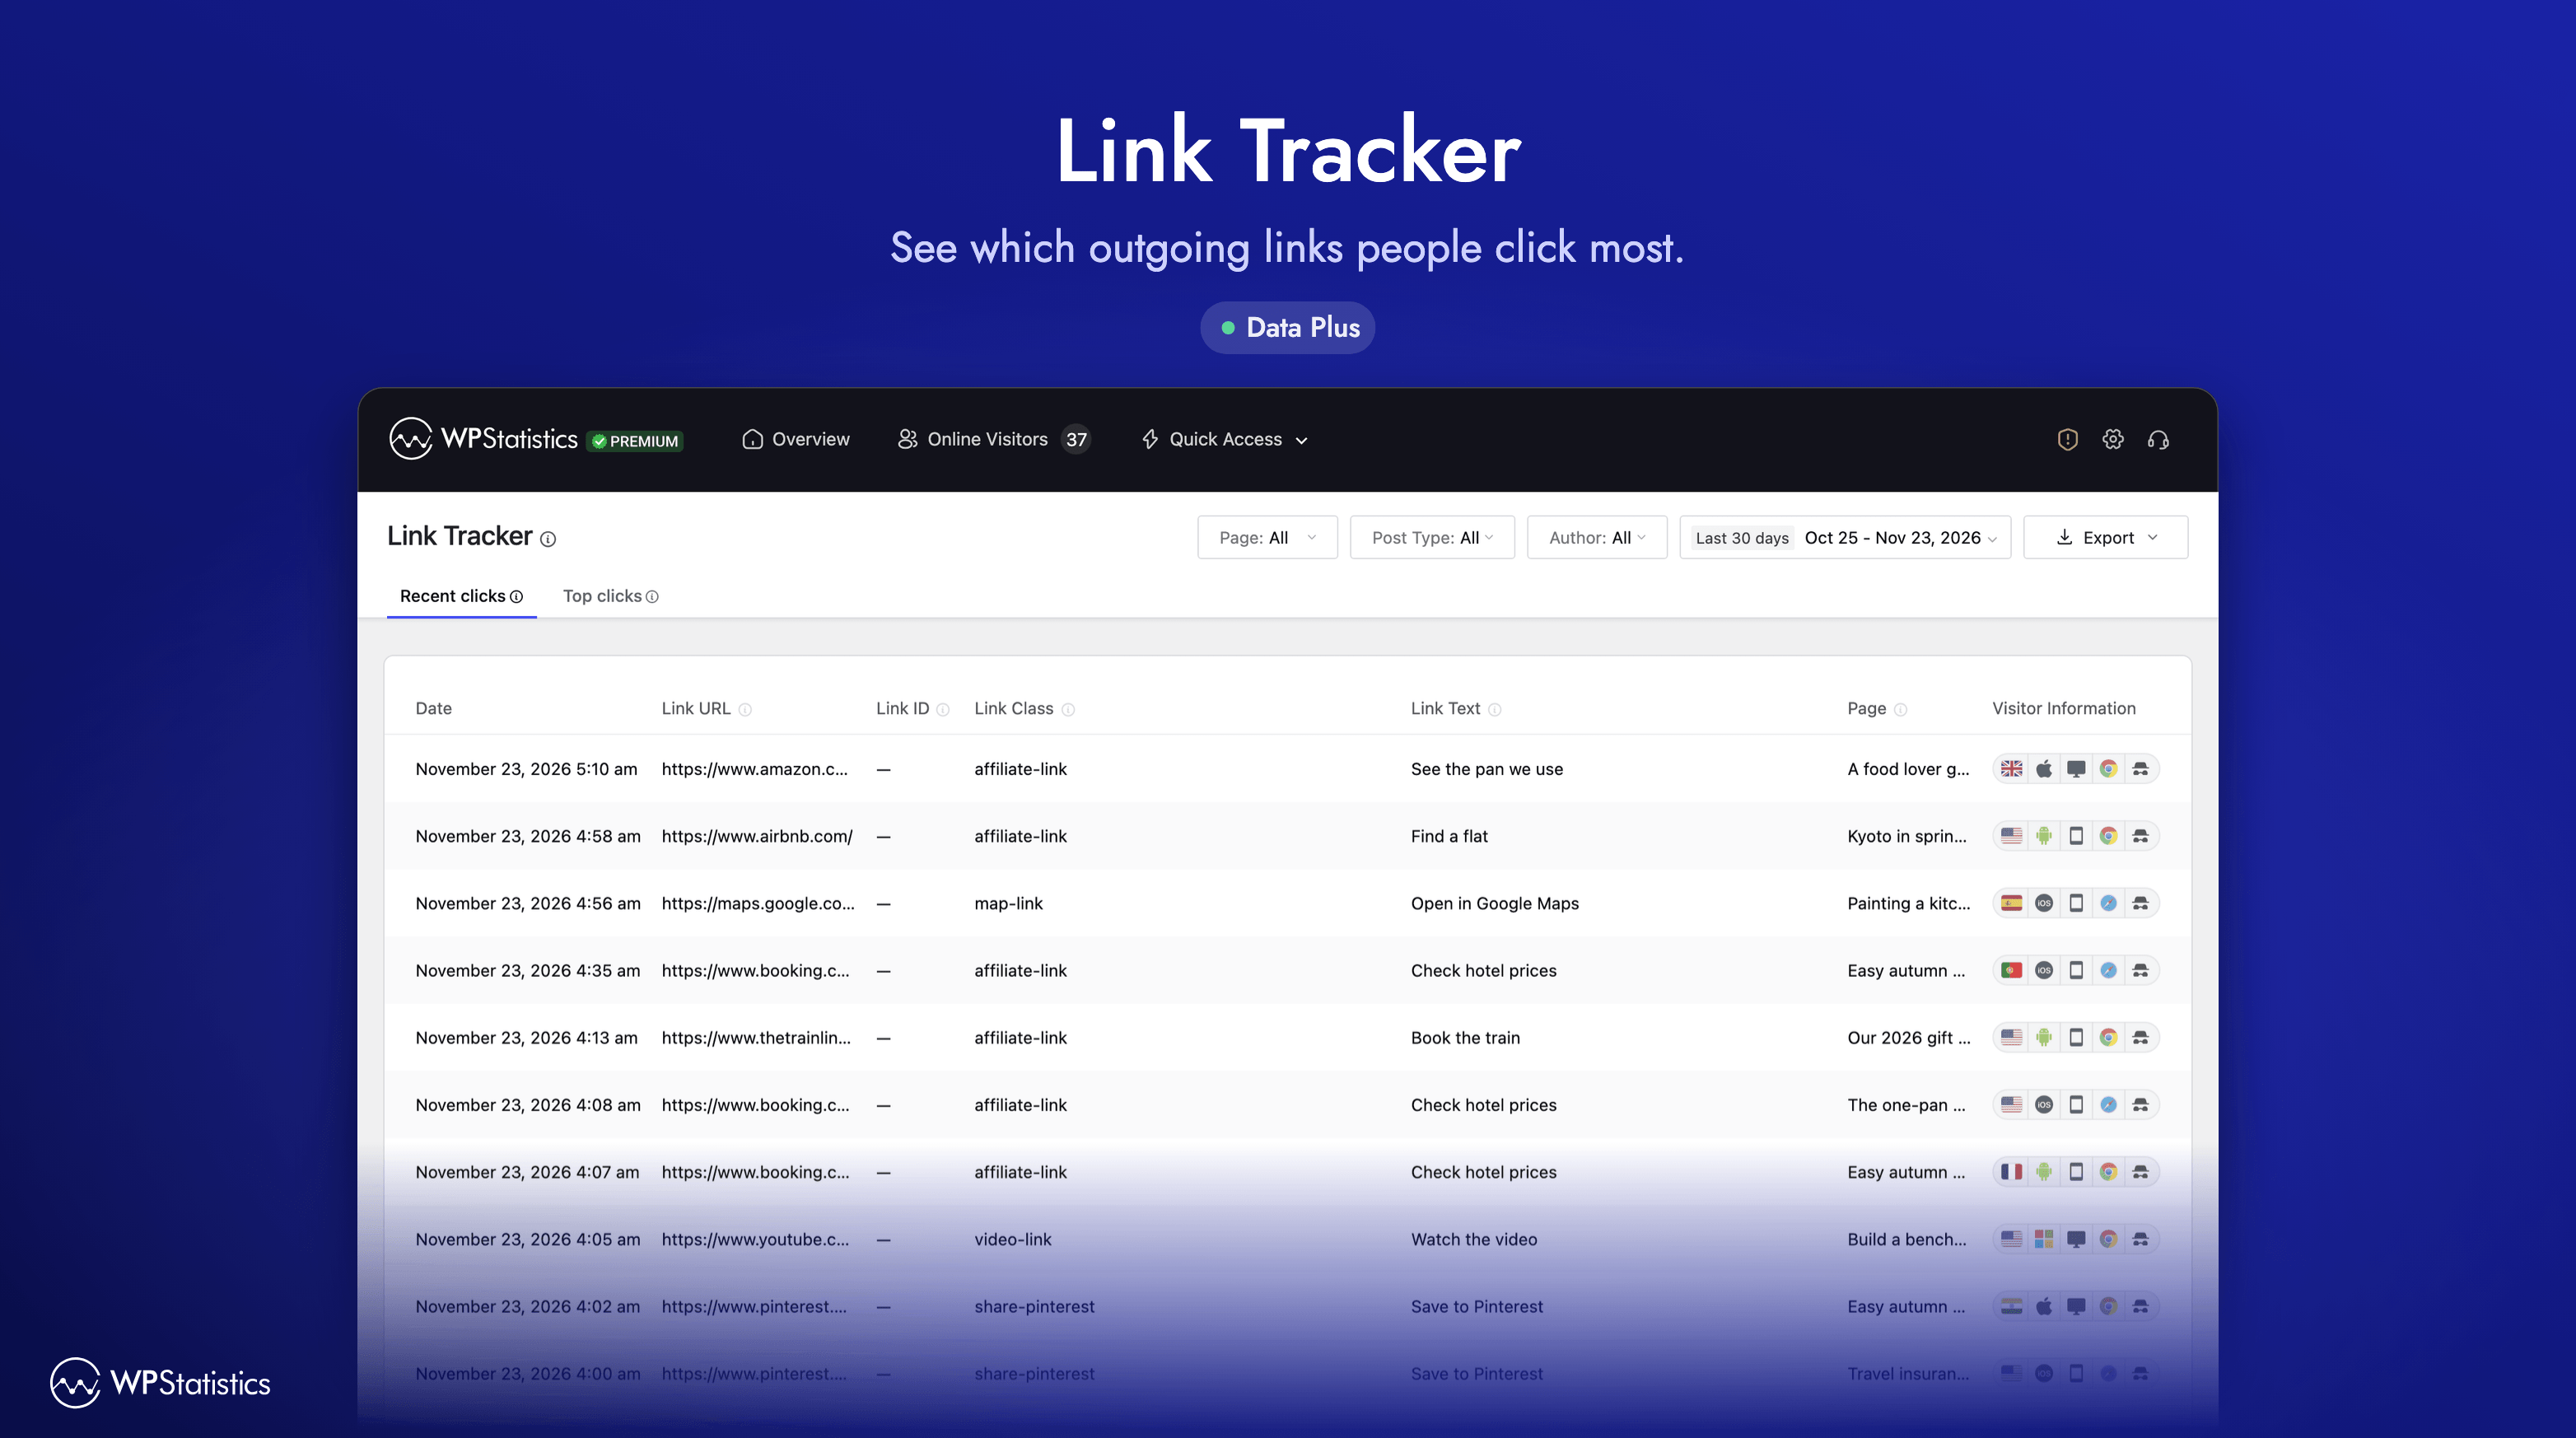 Link Tracker
See which outgoing links people click most.
Data Plus
WPStatistics PREMIUM Overview Online Visitors 37 Quick Access
Link Tracker Page: All Post Type: All Author: All Last 30 days Oct 25 - Nov 23, 2026 Export
Recent clicks Top clicks
Date Link URL Link ID Link Class Link Text Page Visitor Information
November 23, 2026 5:10 am https://www.amazon.c... — affiliate-link See the pan we use A food lover g...
November 23, 2026 4:58 am https://www.airbnb.com/ — affiliate-link Find a flat Kyoto in sprin...
November 23, 2026 4:56 am https://maps.google.co... — map-link Open in Google Maps Painting a kitc... iOS
November 23, 2026 4:35 am https://www.booking.c... — affiliate-link Check hotel prices Easy autumn ... iOS
November 23, 2026 4:13 am https://www.thetrainlin... — affiliate-link Book the train Our 2026 gift ...
November 23, 2026 4:08 am https://www.booking.c... — affiliate-link Check hotel prices The one-pan ... iOS
November 23, 2026 4:07 am https://www.booking.c... — affiliate-link Check hotel prices Easy autumn ...
November 23, 2026 4:05 am https://www.youtube.c... — video-link Watch the video Build a bench...
November 23, 2026 4:02 am https://www.pinterest.... — share-pinterest Save to Pinterest Easy autumn ...
November 23, 2026 4:00 am https://www.pinterest.... — share-pinterest Save to Pinterest Travel insuran... iOS
WPStatistics